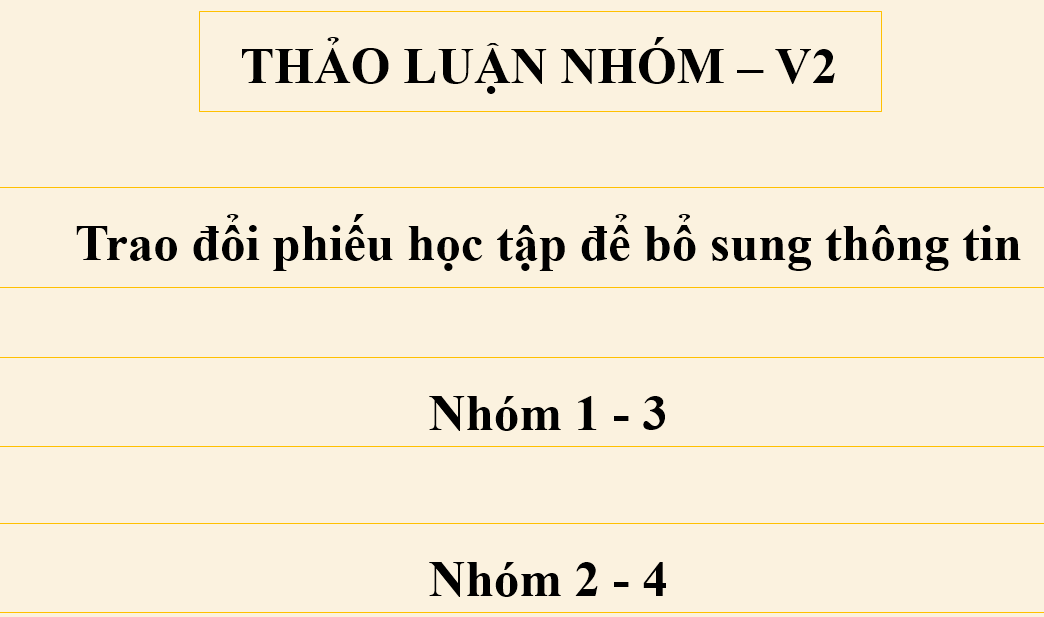 THẢO LUẬN NHÓM – V2
Trao đổi phiếu học tập để bổ sung thông tin
Nhóm 1 - 3
Nhóm 2 - 4